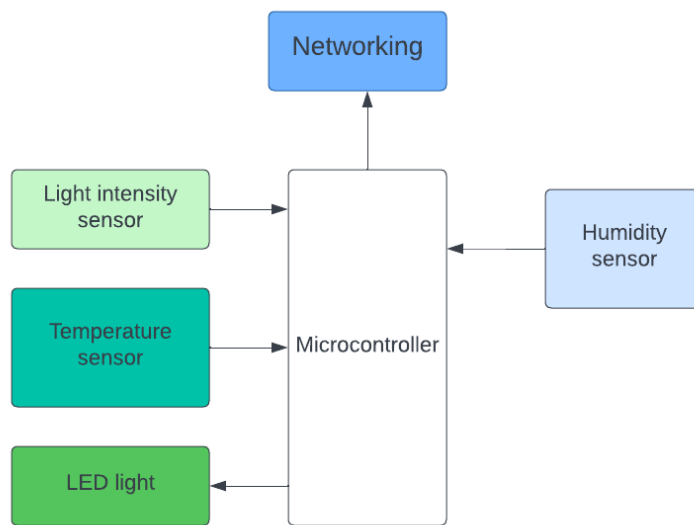 Networking
Light intensity
sensor
Humidity
sensor
Temperature
sensor
Microcontroller
LED light